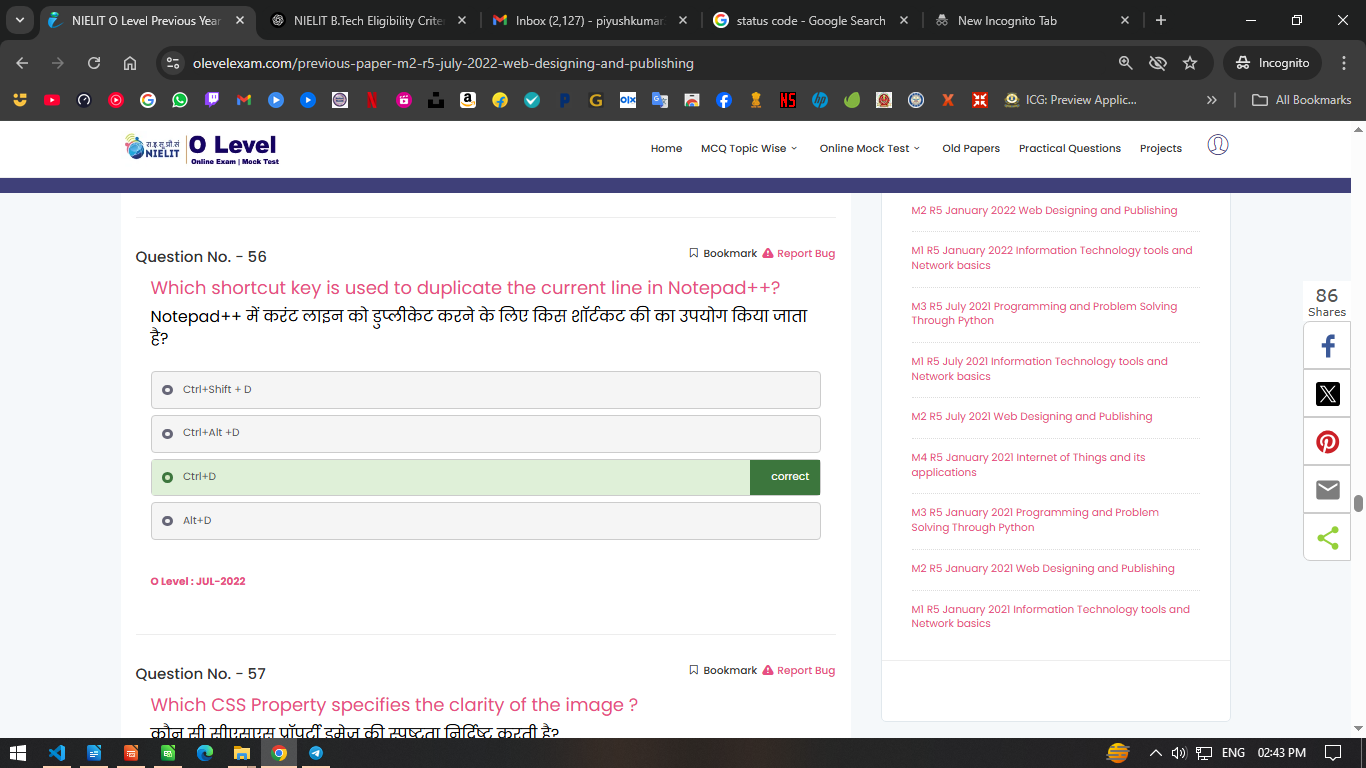 NIELIT O Level Previous Year
NIELIT B.Tech Eligibility Criter
Inbox (2,127) - piyushkumar
status code - Google Search
New Incognito Tab
olevelexam.com/previous-paper-m2-r5-july-2022-web-designing-and-publishing
Incognito
ICG: Preview Applic...
All Bookmarks
रा.इ.सू.प्रौ.सं
NIELIT
O Level
Online Exam | Mock Test
Home
MCQ Topic Wise
Online Mock Test
Old Papers
Practical Questions
Projects
Question No. - 56
Bookmark
Report Bug
Which shortcut key is used to duplicate the current line in Notepad++?
Notepad++ में करंट लाइन को डुप्लीकेट करने के लिए किस शॉर्टकट की का उपयोग किया जाता
है?
Ctrl+Shift + D
Ctrl+Alt +D
Ctrl+D
correct
Alt+D
O Level : JUL-2022
Question No. - 57
Bookmark
Report Bug
Which CSS Property specifies the clarity of the image ?
कौन सी सीएसएस प्रॉपर्टी इमेज की स्पष्टता निर्दिष्ट करती है?
M2 R5 January 2022 Web Designing and Publishing
M1 R5 January 2022 Information Technology tools and
Network basics
M3 R5 July 2021 Programming and Problem Solving
Through Python
M1 R5 July 2021 Information Technology tools and
Network basics
M2 R5 July 2021 Web Designing and Publishing
M4 R5 January 2021 Internet of Things and its
applications
M3 R5 January 2021 Programming and Problem
Solving Through Python
M2 R5 January 2021 Web Designing and Publishing
M1 R5 January 2021 Information Technology tools and
Network basics
86
Shares
ENG
02:43 PM